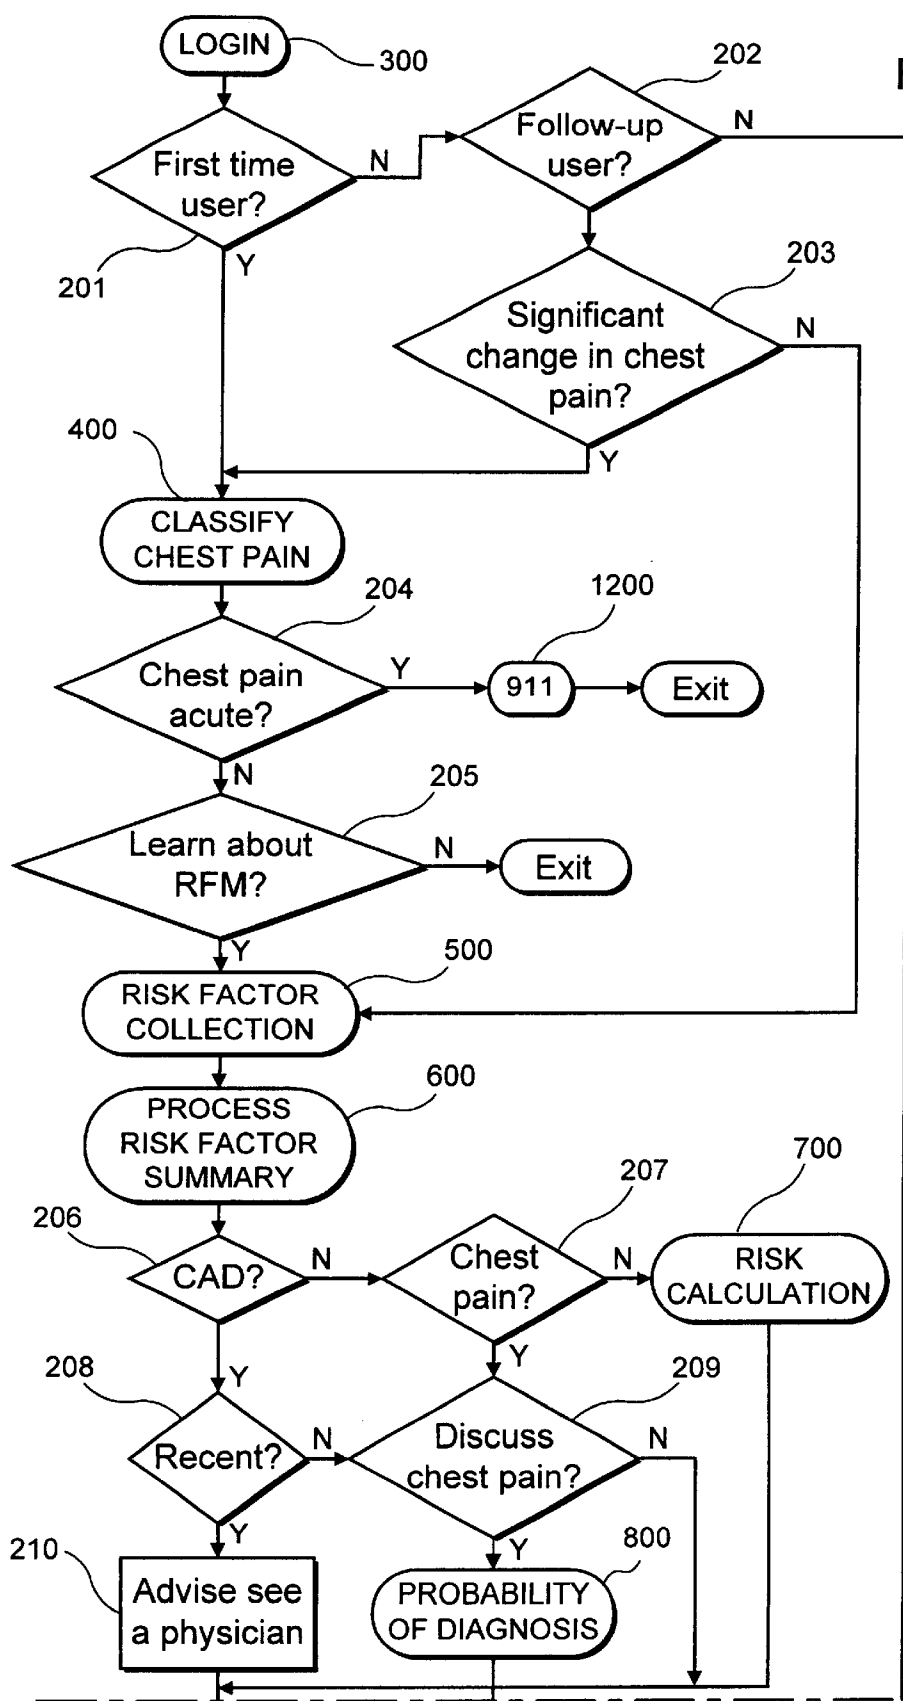 LOGIN
300
202
Follow-up
user?
N
First time
user?
N
201
Y
203
Significant
change in chest
pain?
N
Y
400
CLASSIFY
CHEST PAIN
204
1200
Chest pain
acute?
Y
911
Exit
N
205
Learn about
RFM?
N
Exit
Y
500
RISK FACTOR
COLLECTION
600
PROCESS
RISK FACTOR
SUMMARY
700
207
206
CAD?
N
Chest
pain?
N
RISK
CALCULATION
Y
Y
208
209
Recent?
N
Discuss
chest pain?
N
Y
Y
210
800
Advise see
a physician
PROBABILITY
OF DIAGNOSIS